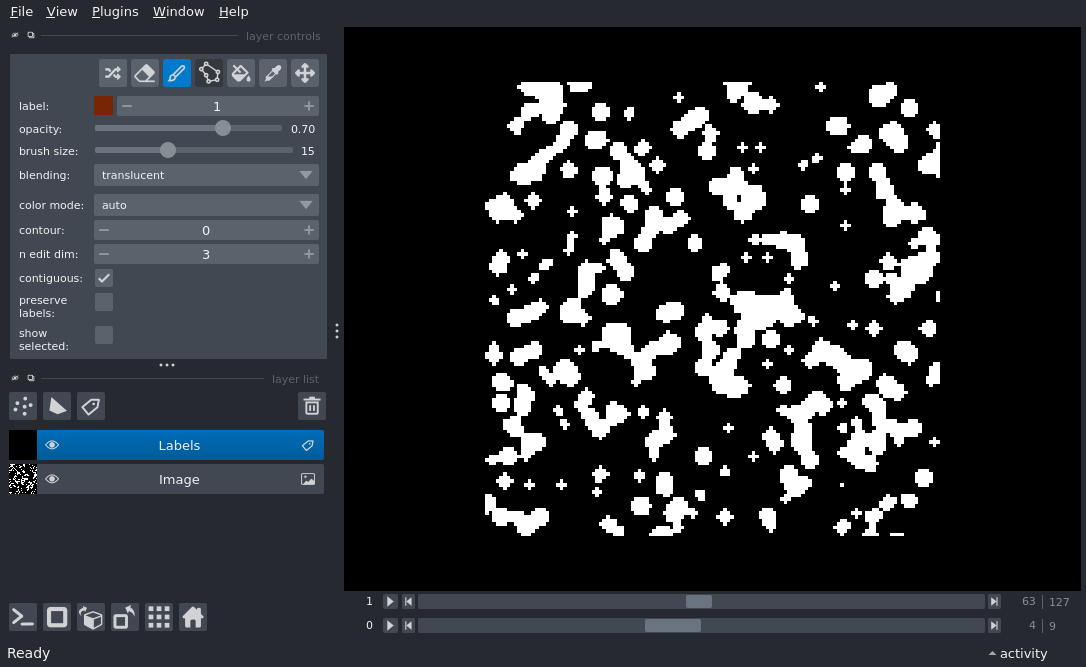 File View Plugins Window Help
layer controls
label: 1
opacity: 0.70
brush size: 15
blending: translucent
color mode: auto
contour: 0
n edit dim: 3
contiguous:
preserve
labels:
show
selected:
layer list
Labels
Image
1 63 127
0 4 9
Ready activity